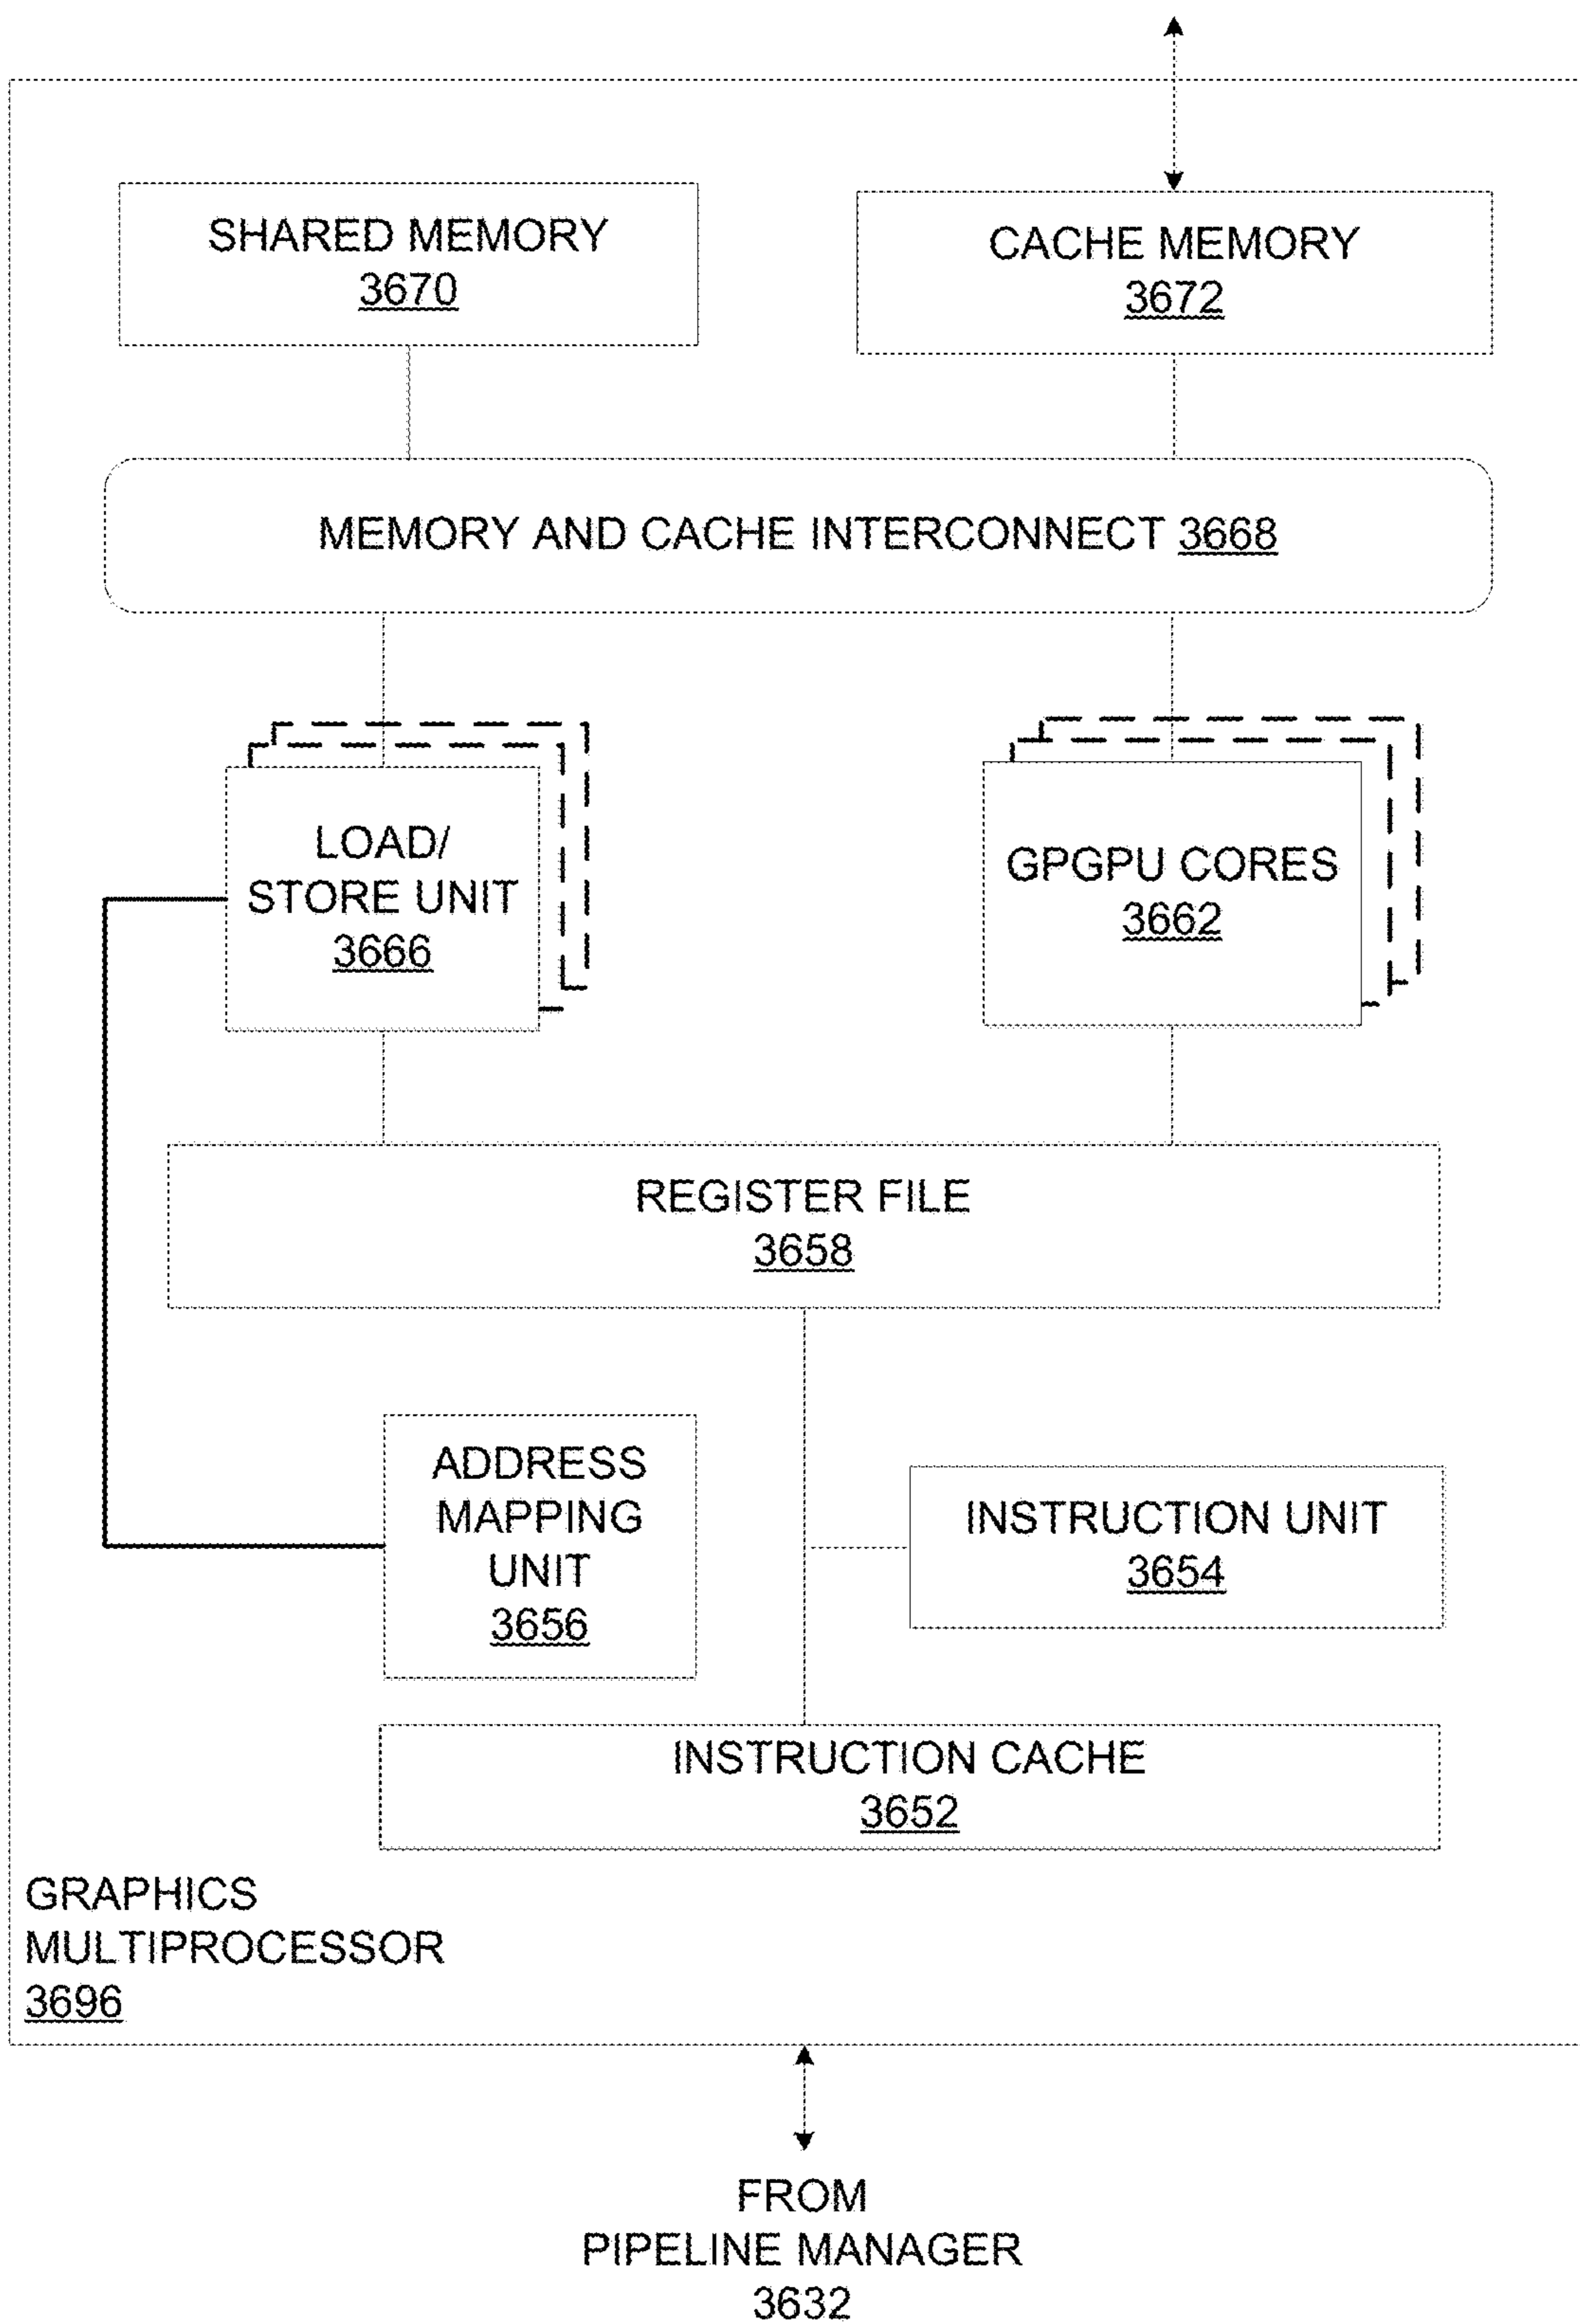 SHARED MEMORY
3670
CACHE MEMORY
3672
MEMORY AND CACHE INTERCONNECT 3668
LOAD/
STORE UNIT
3666
GPGPU CORES
3662
REGISTER FILE
3658
ADDRESS
MAPPING
UNIT
3656
INSTRUCTION UNIT
3654
INSTRUCTION CACHE
3652
GRAPHICS
MULTIPROCESSOR
3696
FROM
PIPELINE MANAGER
3632